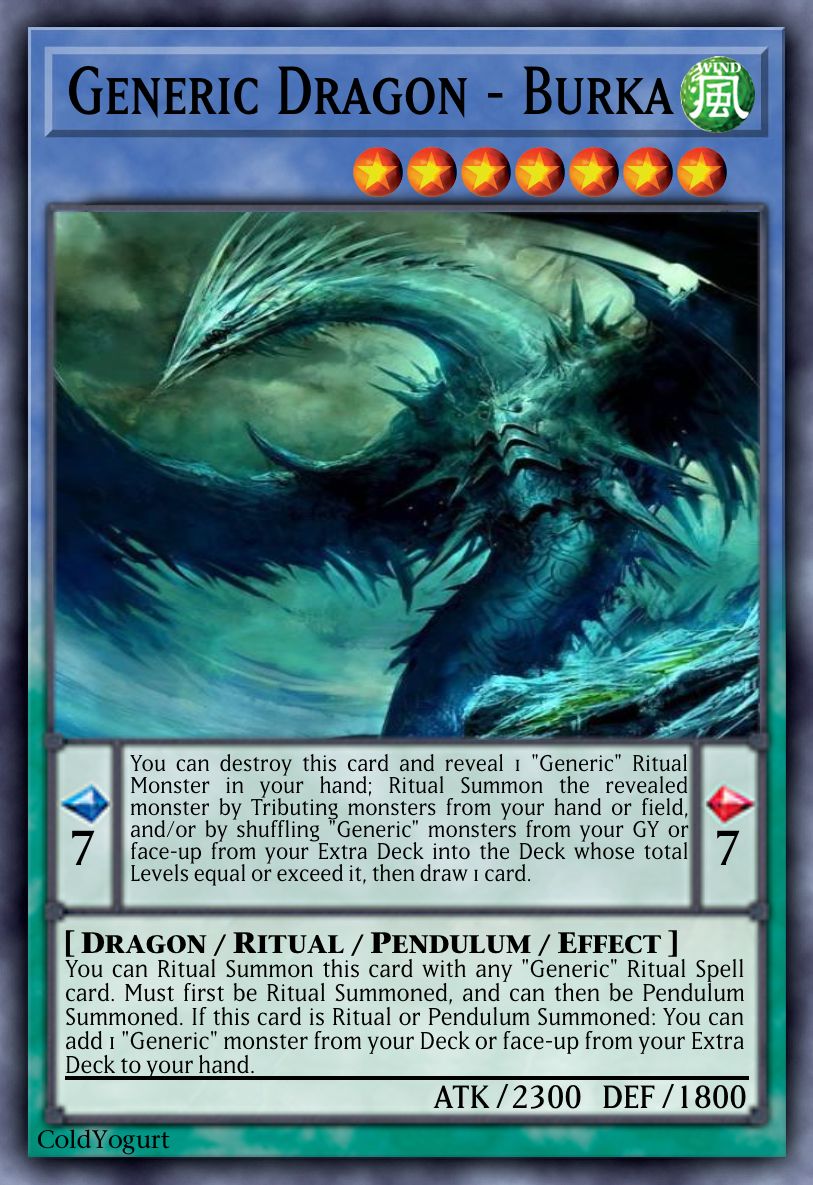 Generic Dragon - Burka
WIND
風
You can destroy this card and reveal 1 "Generic" Ritual
Monster in your hand; Ritual Summon the revealed
monster by Tributing monsters from your hand or field,
and/or by shuffling "Generic" monsters from your GY or
face-up from your Extra Deck into the Deck whose total
Levels equal or exceed it, then draw 1 card.
7
7
[ Dragon / Ritual / Pendulum / Effect ]
You can Ritual Summon this card with any "Generic" Ritual Spell
card. Must first be Ritual Summoned, and can then be Pendulum
Summoned. If this card is Ritual or Pendulum Summoned: You can
add 1 "Generic" monster from your Deck or face-up from your Extra
Deck to your hand.
ATK/2300 DEF/1800
ColdYogurt